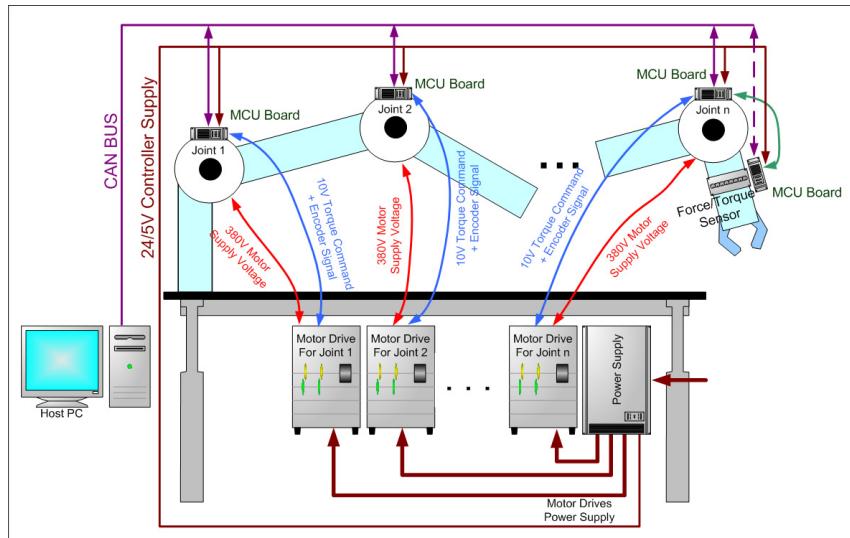 CAN BUS
24/5V Controller Supply
MCU Board
Joint 1
MCU Board
Joint 2
MCU Board
Joint n
MCU Board
Force/Torque
Sensor
380V Motor
Supply Voltage
10V Torque Command
+ Encoder Signal
380V Motor
Supply Voltage
10V Torque Command
+ Encoder Signal
10V Torque Command
+ Encoder Signal
380V Motor
Supply Voltage
Host PC
Motor Drive
For Joint 1
Motor Drive
For Joint 2
Motor Drive
For Joint n
Power Supply
Motor Drives
Power Supply